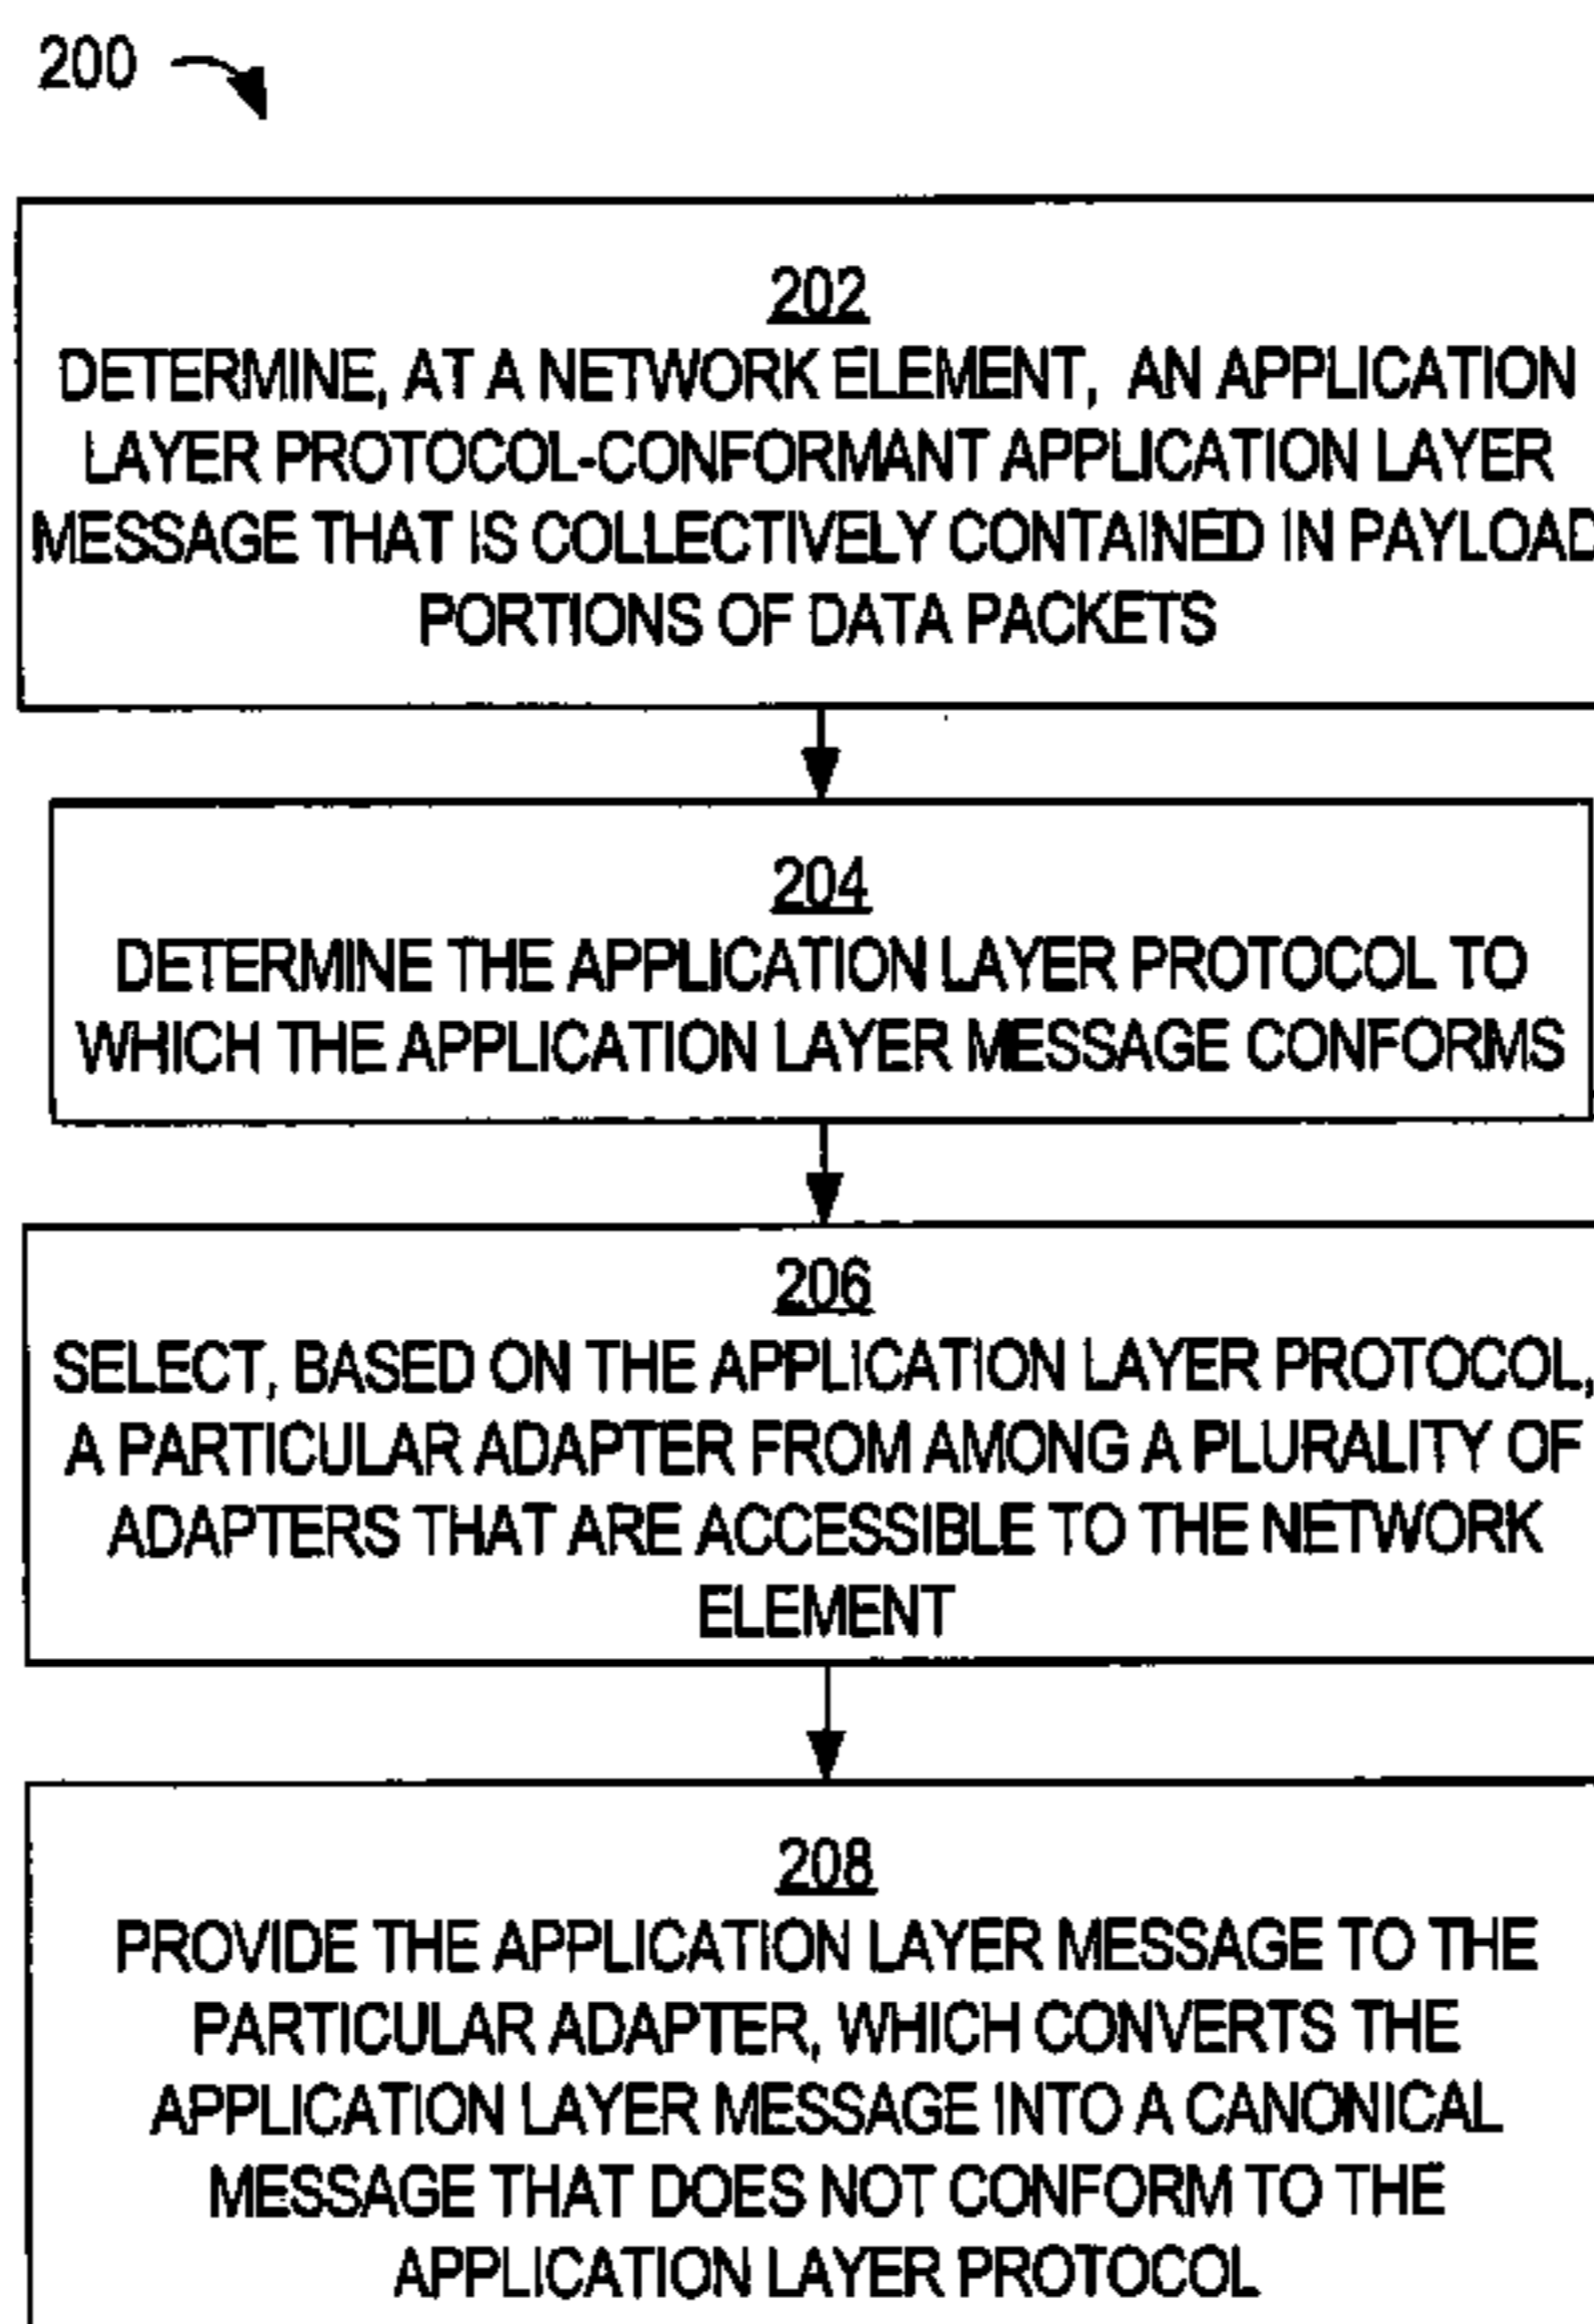 200
202
DETERMINE, AT A NETWORK ELEMENT, AN APPLICATION
LAYER PROTOCOL-CONFORMANT APPLICATION LAYER
MESSAGE THAT IS COLLECTIVELY CONTAINED IN PAYLOAD
PORTIONS OF DATA PACKETS
204
DETERMINE THE APPLICATION LAYER PROTOCOL TO
WHICH THE APPLICATION LAYER MESSAGE CONFORMS
206
SELECT, BASED ON THE APPLICATION LAYER PROTOCOL,
A PARTICULAR ADAPTER FROM AMONG A PLURALITY OF
ADAPTERS THAT ARE ACCESSIBLE TO THE NETWORK
ELEMENT
208
PROVIDE THE APPLICATION LAYER MESSAGE TO THE
PARTICULAR ADAPTER, WHICH CONVERTS THE
APPLICATION LAYER MESSAGE INTO A CANONICAL
MESSAGE THAT DOES NOT CONFORM TO THE
APPLICATION LAYER PROTOCOL